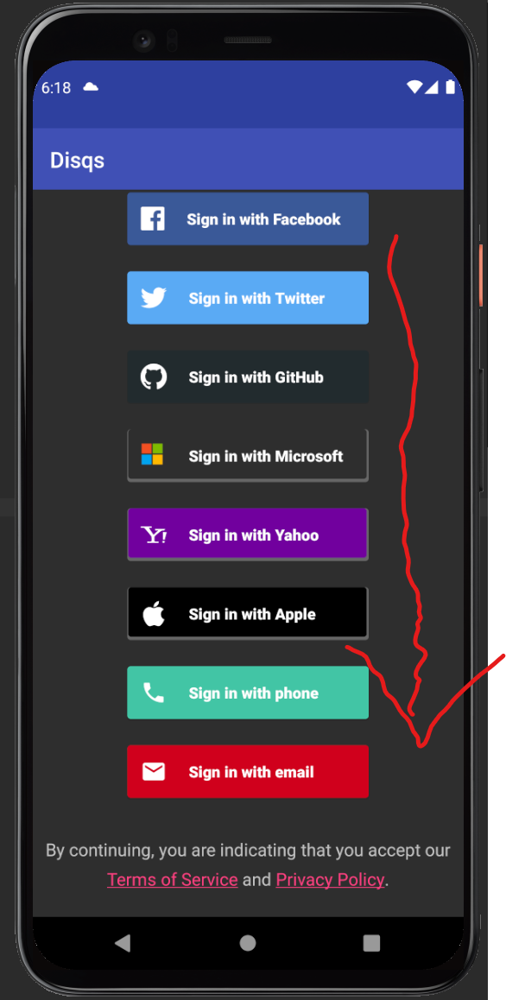 6:18
Disqs
Sign in with Facebook
Sign in with Twitter
Sign in with GitHub
Sign in with Microsoft
Sign in with Yahoo
Sign in with Apple
Sign in with phone
Sign in with email
By continuing, you are indicating that you accept our
Terms of Service and Privacy Policy.